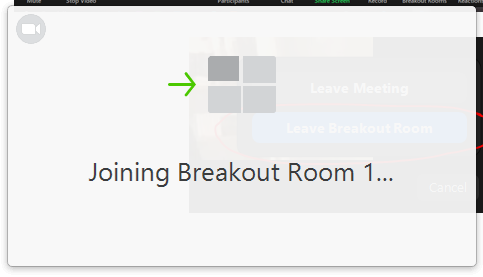 Mute Stop Video Participants Chat Share Screen Record Breakout Rooms Reactions
Leave Meeting
Leave Breakout Room
Joining Breakout Room 1...
Cancel